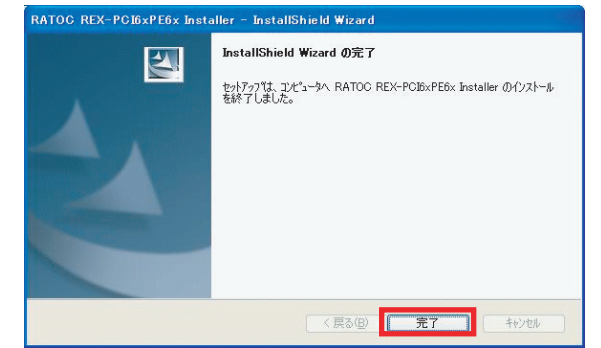 RATOC REX-PCI6xPE6x Installer - InstallShield Wizard
InstallShield Wizard の完了
セットアップは、コンピュータへ RATOC REX-PCI6xPE6x Installer のインストール
を終了しました。
< 戻る(B)
完了
キャンセル